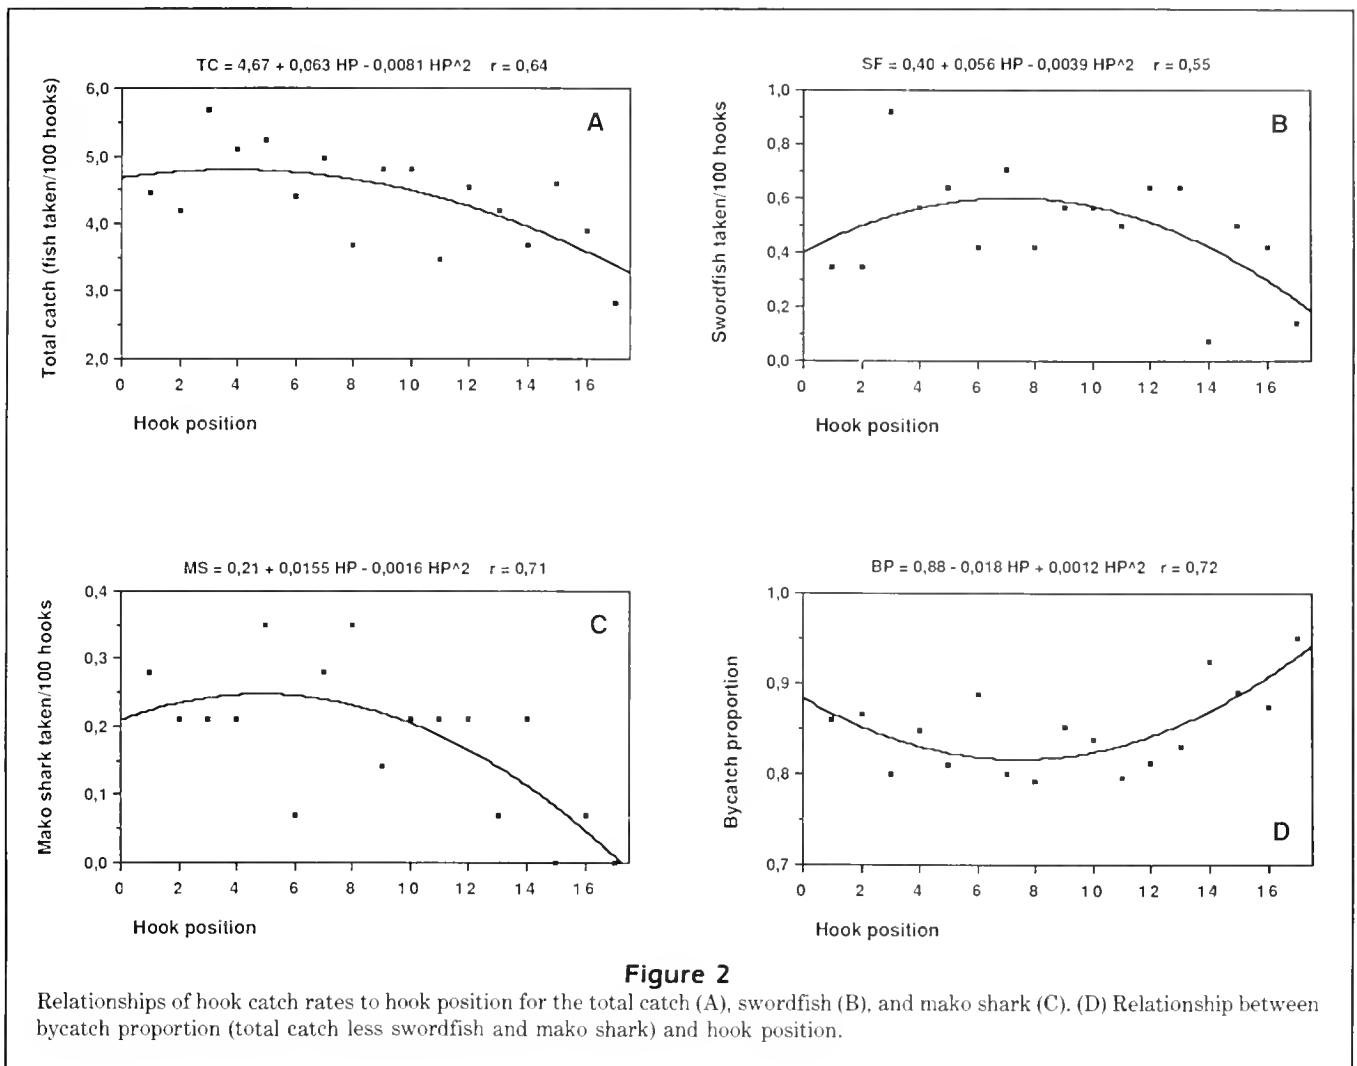 TC = 4,67 + 0,063 HP - 0,0081 HP^2 r = 0,64
Total catch (fish taken/100 hooks)
6,0
5,0
4,0
3,0
2,0
A
0 2 4 6 8 10 12 14 16
Hook position
SF = 0,40 + 0,056 HP - 0,0039 HP^2 r = 0,55
Swordfish taken/100 hooks
1,0
0,8
0,6
0,4
0,2
0,0
B
0 2 4 6 8 10 12 14 16
Hook position
MS = 0,21 + 0,0155 HP - 0,0016 HP^2 r = 0,71
Mako shark taken/100 hooks
0,4
0,3
0,2
0,1
0,0
C
0 2 4 6 8 10 12 14 16
Hook position
BP = 0,88 - 0,018 HP + 0,0012 HP^2 r = 0,72
Bycatch proportion
1,0
0,9
0,8
0,7
D
0 2 4 6 8 10 12 14 16
Hook position
Figure 2
Relationships of hook catch rates to hook position for the total catch (A), swordfish (B), and mako shark (C). (D) Relationship between
bycatch proportion (total catch less swordfish and mako shark) and hook position.